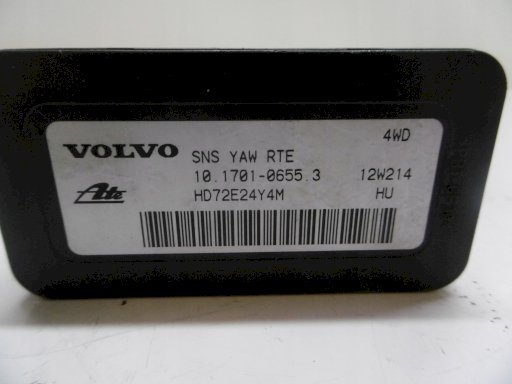 4WD
VOLVO SNS YAW RTE
10.1701-0655.3 12W214
Ate HD72E24Y4M HU